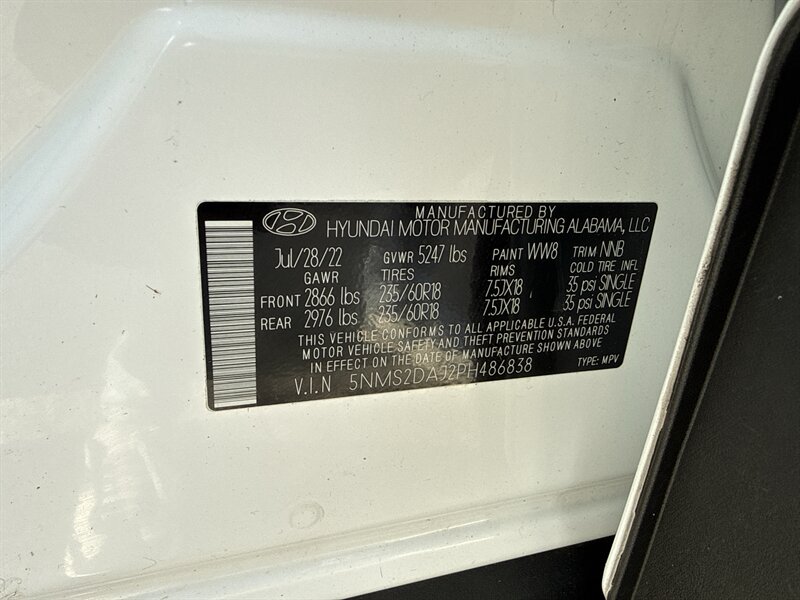 MANUFACTURED BY
HYUNDAI MOTOR MANUFACTURING ALABAMA, LLC
Jul/28/22 GVWR 5247 lbs PAINT WW8 TRIM NNB
GAWR TIRES RIMS COLD TIRE INFL
FRONT 2866 lbs 235/60R18 7.5JX18 35 psi SINGLE
REAR 2976 lbs 235/60R18 7.5JX18 35 psi SINGLE
THIS VEHICLE CONFORMS TO ALL APPLICABLE U.S.A. FEDERAL
MOTOR VEHICLE SAFETY AND THEFT PREVENTION STANDARDS
IN EFFECT ON THE DATE OF MANUFACTURE SHOWN ABOVE
V.I.N 5NMS2DAJ2PH486838 TYPE: MPV